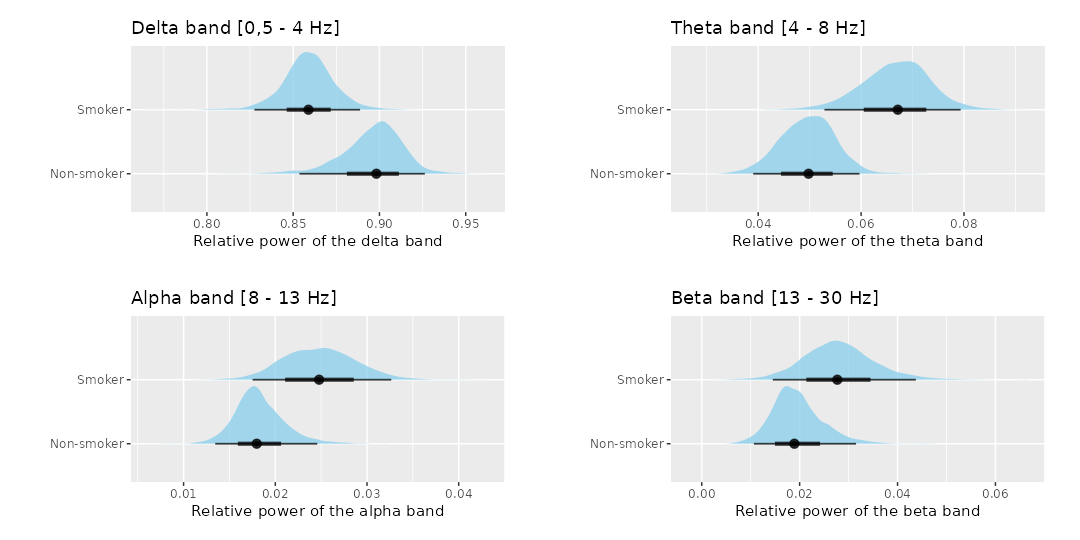 Delta band [0,5 - 4 Hz]
Smoker
Non-smoker
0.80 0.85 0.90 0.95
Relative power of the delta band
Theta band [4 - 8 Hz]
Smoker
Non-smoker
0.04 0.06 0.08
Relative power of the theta band
Alpha band [8 - 13 Hz]
Smoker
Non-smoker
0.01 0.02 0.03 0.04
Relative power of the alpha band
Beta band [13 - 30 Hz]
Smoker
Non-smoker
0.00 0.02 0.04 0.06
Relative power of the beta band